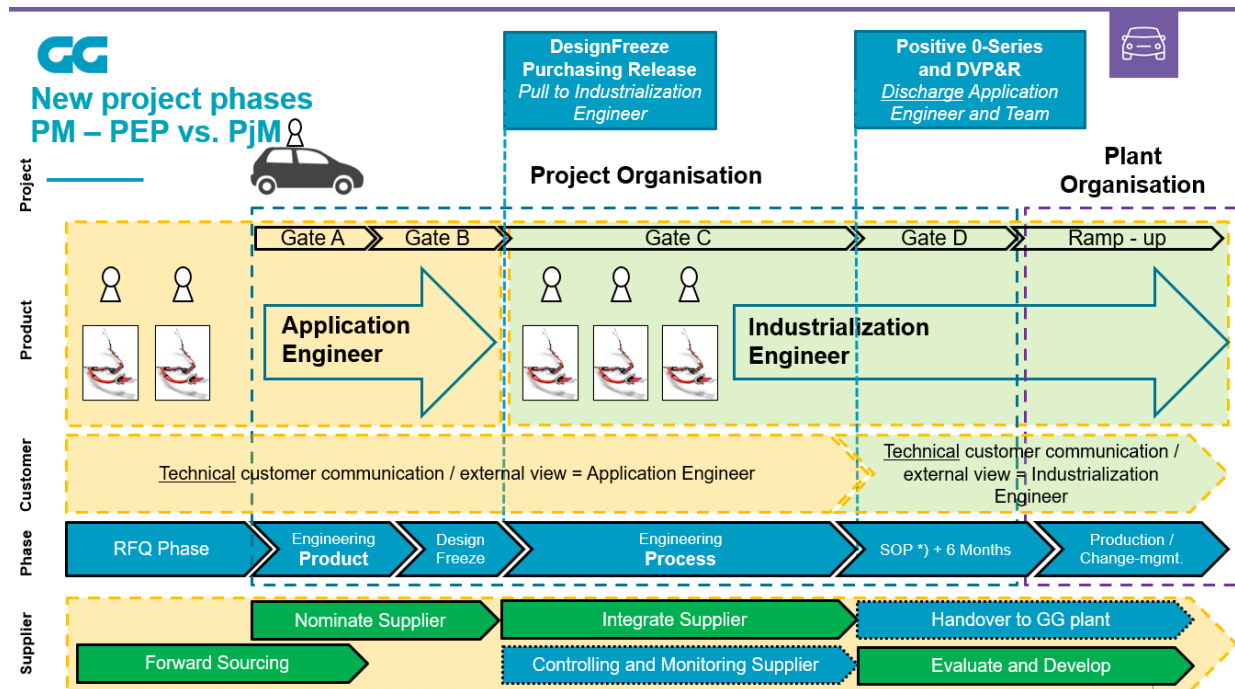 GG
New project phases
PM – PEP vs. PjM
DesignFreeze
Purchasing Release
Pull to Industrialization
Engineer
Positive 0-Series
and DVP&R
Discharge Application
Engineer and Team
Project
Project Organisation
Plant
Organisation
Gate A
Gate B
Gate C
Gate D
Ramp - up
Product
Application
Engineer
Industrialization
Engineer
Customer
Technical customer communication / external view = Application Engineer
Technical customer communication /
external view = Industrialization
Engineer
Phase
RFQ Phase
Engineering
Product
Design
Freeze
Engineering
Process
SOP *) + 6 Months
Production /
Change-mgmt.
Supplier
Nominate Supplier
Integrate Supplier
Handover to GG plant
Forward Sourcing
Controlling and Monitoring Supplier
Evaluate and Develop